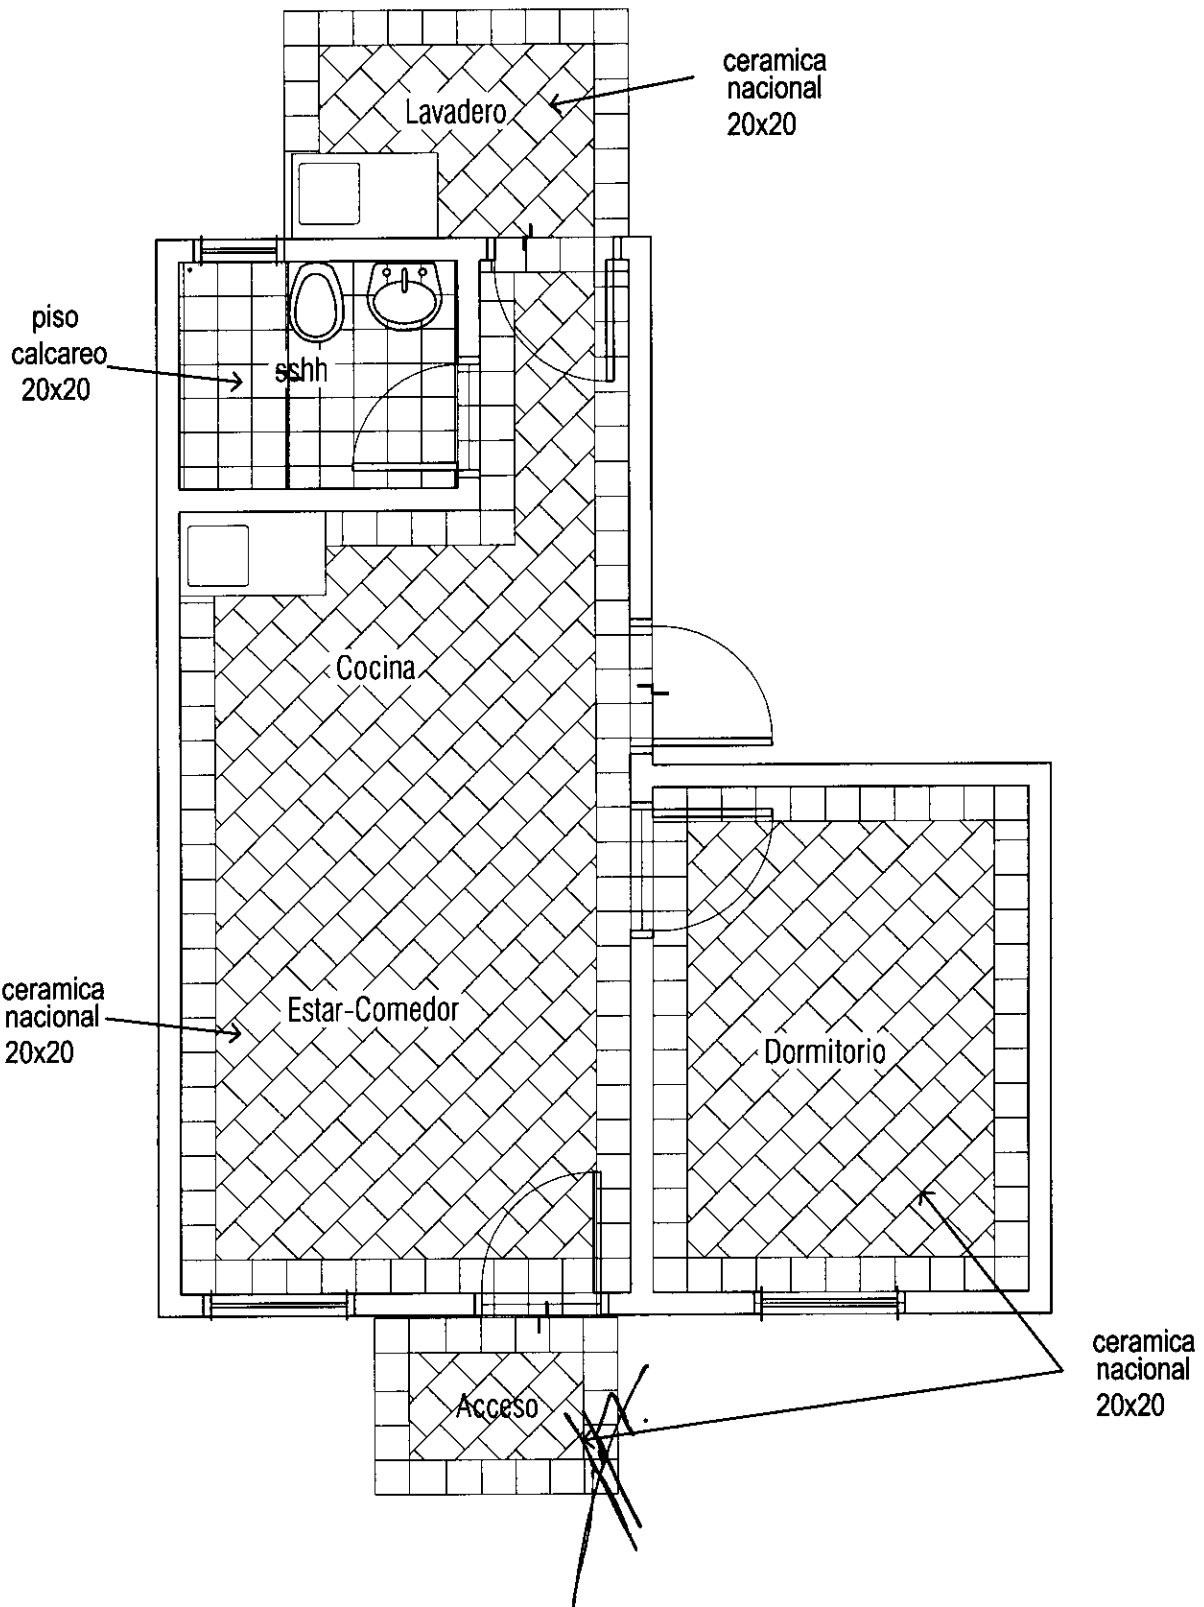 ceramica
nacional
20x20
Lavadero
piso
calcareo
20x20
sshh
Cocina
ceramica
nacional
20x20
Estar-Comedor
Dormitorio
ceramica
nacional
20x20
Acceso